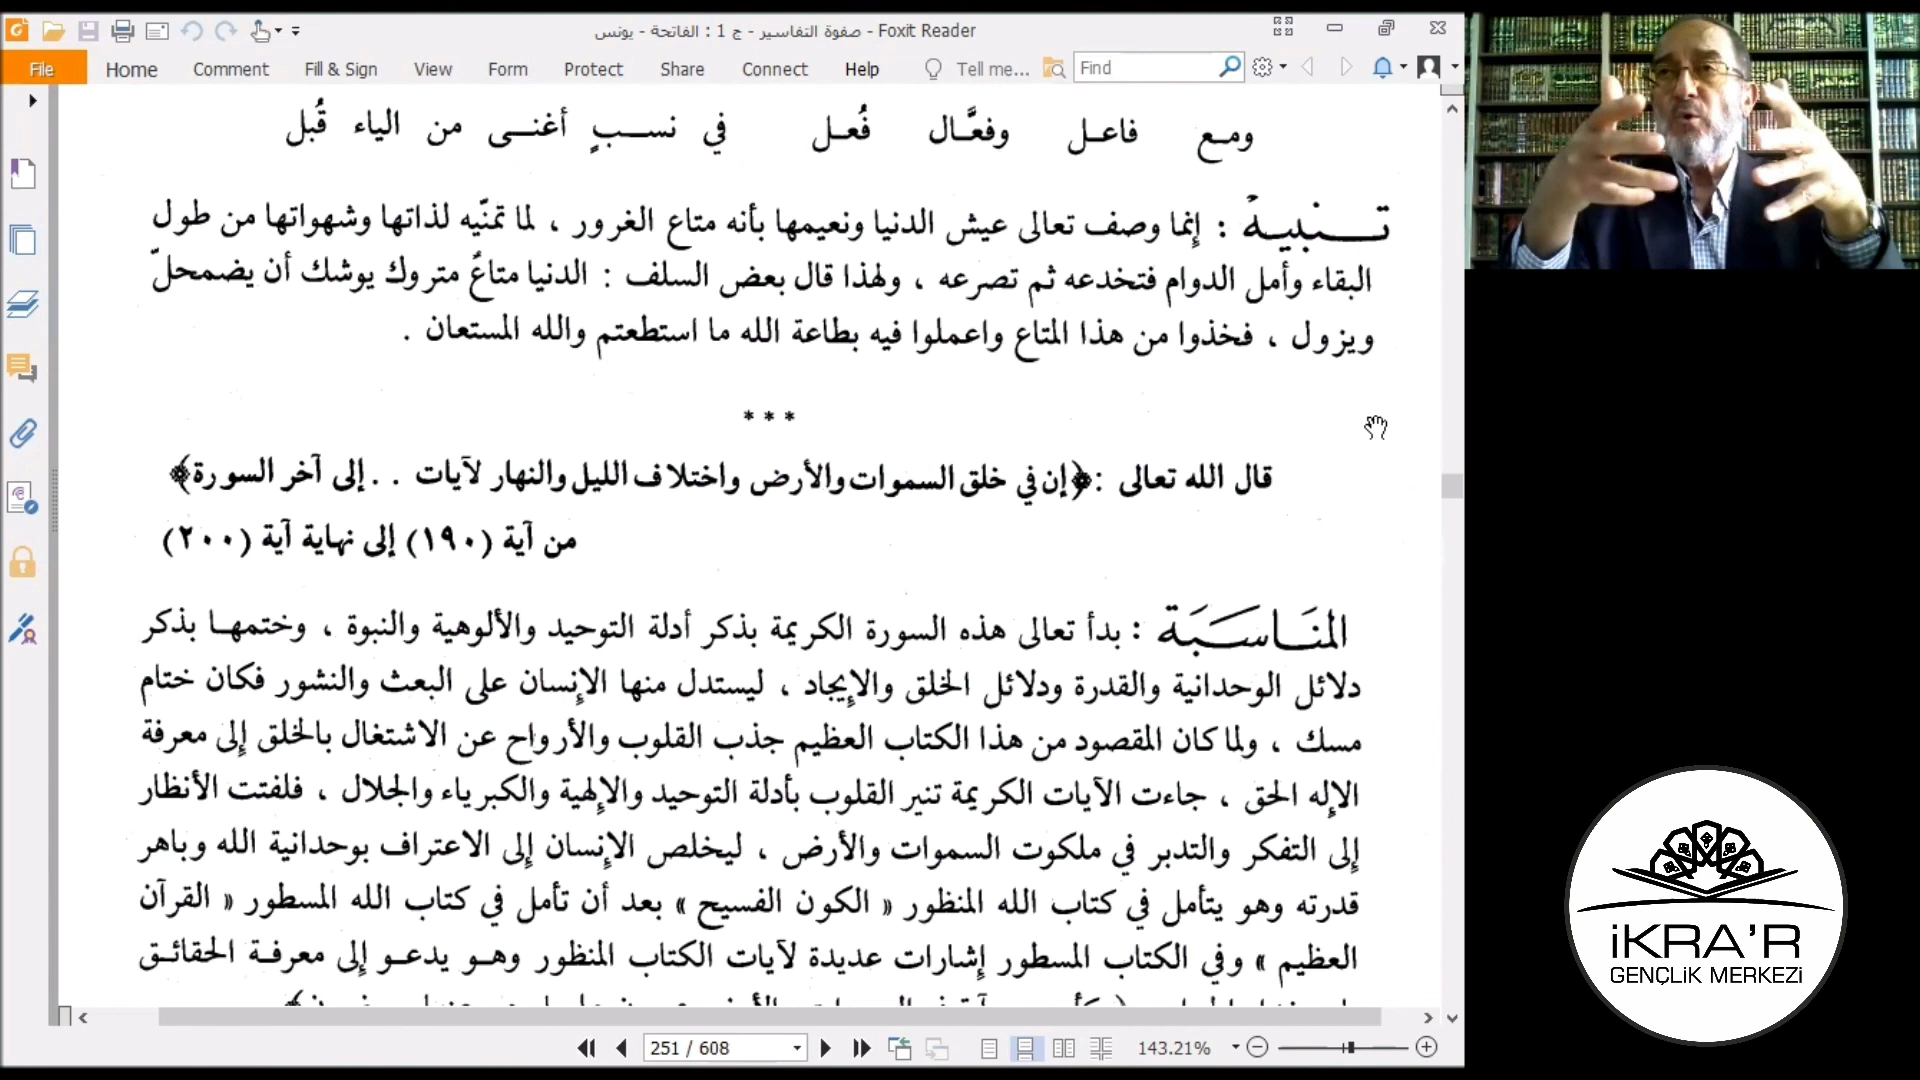 صفوة التفاسير - ج 1 : الفاتحة - يونس - Foxit Reader
File Home Comment Fill & Sign View Form Protect Share Connect Help Tell me... Find
ومع فاعل وفعَّال فُعل في نسبٍ أغنى من الياء قُبل
تنبيه : إنما وصف تعالى عيش الدنيا ونعيمها بأنه متاع الغرور ، لما تمنّيه لذاتها وشهواتها من طول
البقاء وأمل الدوام فتخدعه ثم تصرعه ، ولهذا قال بعض السلف : الدنيا متاعُ متروك يوشك أن يضمحلّ
ويزول ، فخذوا من هذا المتاع واعملوا فيه بطاعة الله ما استطعتم والله المستعان .
* * *
قال الله تعالى :﴿إن في خلق السموات والأرض واختلاف الليل والنهار لآيات . . إلى آخر السورة﴾
من آية (١٩٠) إلى نهاية آية (٢٠٠)
المنَاسَبَة : بدأ تعالى هذه السورة الكريمة بذكر أدلة التوحيد والألوهية والنبوة ، وختمها بذكر
دلائل الوحدانية والقدرة ودلائل الخلق والإيجاد ، ليستدل منها الإنسان على البعث والنشور فكان ختام
مسك ، ولما كان المقصود من هذا الكتاب العظيم جذب القلوب والأرواح عن الاشتغال بالخلق إلى معرفة
الإله الحق ، جاءت الآيات الكريمة تنير القلوب بأدلة التوحيد والإلهية والكبرياء والجلال ، فلفتت الأنظار
إلى التفكر والتدبر في ملكوت السموات والأرض ، ليخلص الإنسان إلى الاعتراف بوحدانية الله وباهر
قدرته وهو يتأمل في كتاب الله المنظور « الكون الفسيح » بعد أن تأمل في كتاب الله المسطور « القرآن
العظيم » وفي الكتاب المسطور إشارات عديدة لآيات الكتاب المنظور وهو يدعو إلى معرفة الحقائق
251 / 608
143.21%
iKRA'R
GENÇLiK MERKEZi